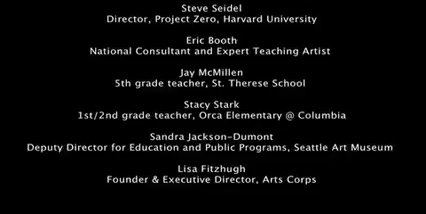 Steve Seidel
Director, Project Zero, Harvard University
Eric Booth
National Consultant and Expert Teaching Artist
Jay McMillen
5th grade teacher, St. Therese School
Stacy Stark
1st/2nd grade teacher, Orca Elementary @ Columbia
Sandra Jackson-Dumont
Deputy Director for Education and Public Programs, Seattle Art Museum
Lisa Fitzhugh
Founder & Executive Director, Arts Corps